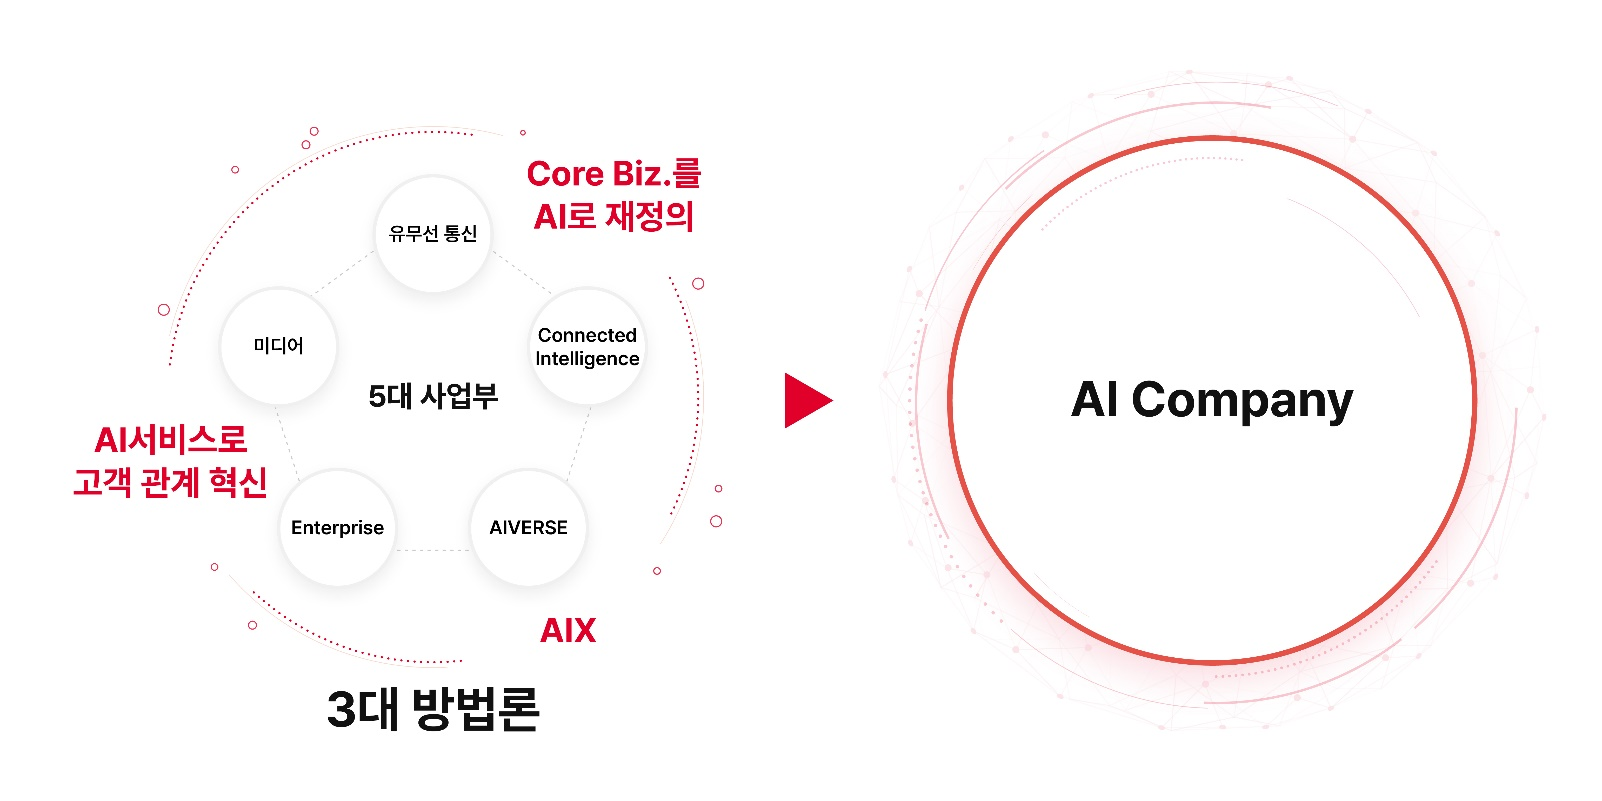 Core Biz.를
AI로 재정의
유무선 통신
미디어
Connected
Intelligence
5대 사업부
AI서비스로
고객 관계 혁신
Enterprise
AIVERSE
AIX
3대 방법론
AI Company